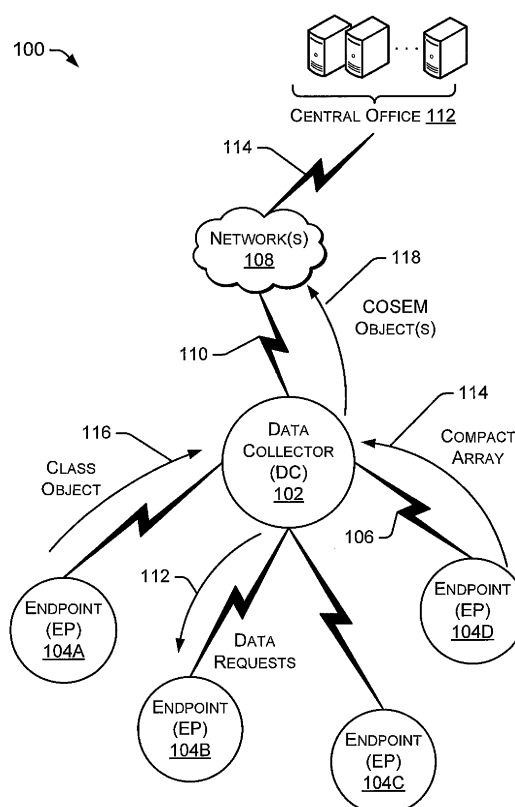 100
CENTRAL OFFICE 112
114
NETWORK(S)
108
118
COSEM
OBJECT(S)
110
116
CLASS
OBJECT
DATA
COLLECTOR
(DC)
102
114
COMPACT
ARRAY
106
112
DATA
REQUESTS
ENDPOINT
(EP)
104A
ENDPOINT
(EP)
104B
ENDPOINT
(EP)
104C
ENDPOINT
(EP)
104D